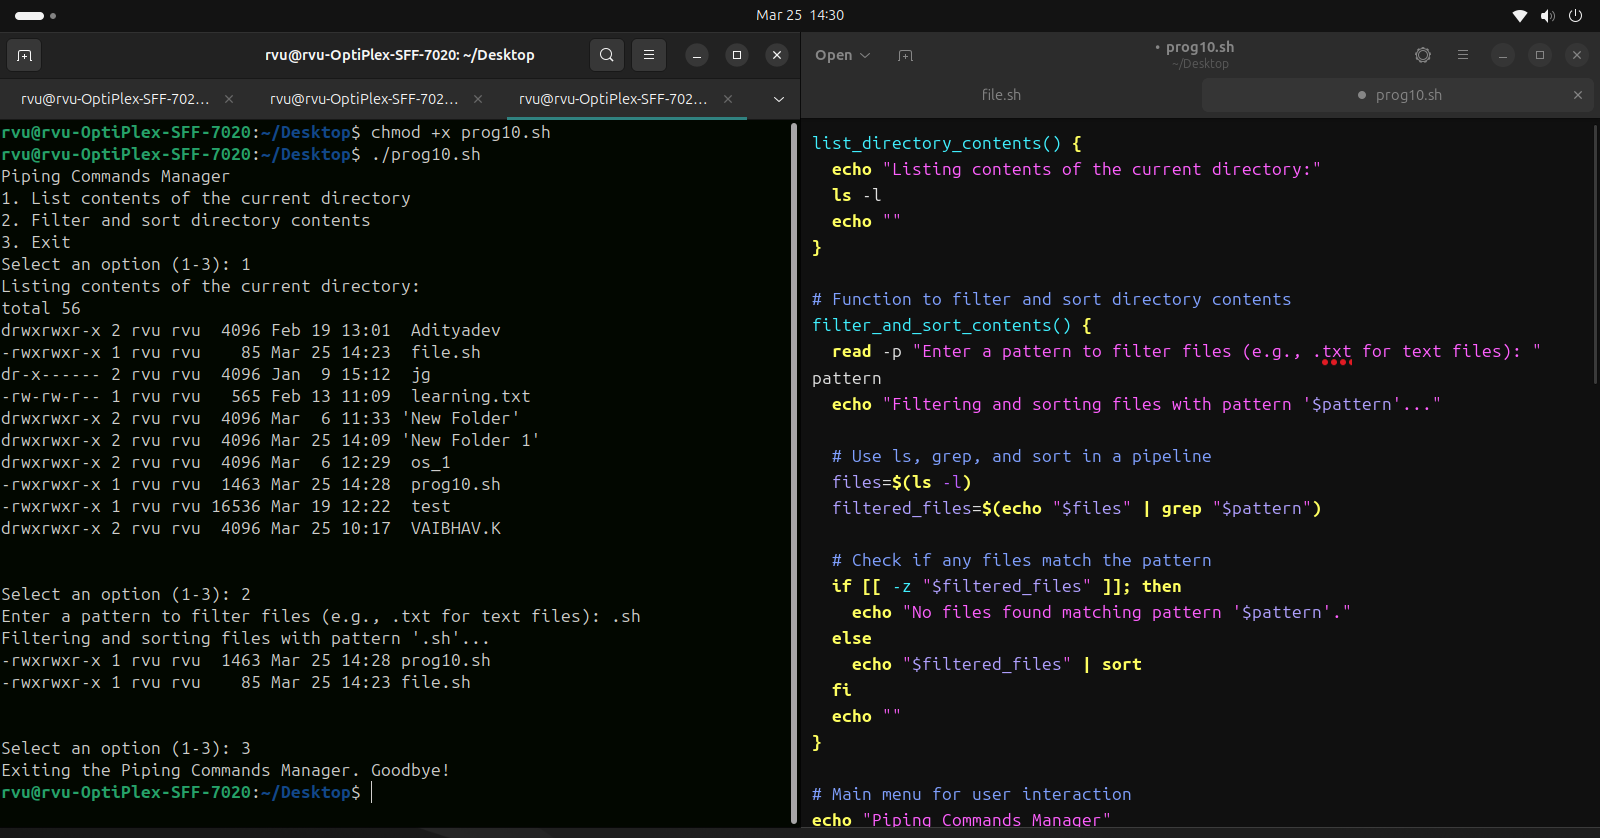 Mar 25 14:30
rvu@rvu-OptiPlex-SFF-7020: ~/Desktop
rvu@rvu-OptiPlex-SFF-702... rvu@rvu-OptiPlex-SFF-702... rvu@rvu-OptiPlex-SFF-702...
rvu@rvu-OptiPlex-SFF-7020:~/Desktop$ chmod +x prog10.sh
rvu@rvu-OptiPlex-SFF-7020:~/Desktop$ ./prog10.sh
Piping Commands Manager
1. List contents of the current directory
2. Filter and sort directory contents
3. Exit
Select an option (1-3): 1
Listing contents of the current directory:
total 56
drwxrwxr-x 2 rvu rvu  4096 Feb 19 13:01  Adityadev
-rwxrwxr-x 1 rvu rvu    85 Mar 25 14:23  file.sh
dr-x------ 2 rvu rvu  4096 Jan  9 15:12  jg
-rw-rw-r-- 1 rvu rvu   565 Feb 13 11:09  learning.txt
drwxrwxr-x 2 rvu rvu  4096 Mar  6 11:33 'New Folder'
drwxrwxr-x 2 rvu rvu  4096 Mar 25 14:09 'New Folder 1'
drwxrwxr-x 2 rvu rvu  4096 Mar  6 12:29  os_1
-rwxrwxr-x 1 rvu rvu  1463 Mar 25 14:28  prog10.sh
-rwxrwxr-x 1 rvu rvu 16536 Mar 19 12:22  test
drwxrwxr-x 2 rvu rvu  4096 Mar 25 10:17  VAIBHAV.K
Select an option (1-3): 2
Enter a pattern to filter files (e.g., .txt for text files): .sh
Filtering and sorting files with pattern '.sh'...
-rwxrwxr-x 1 rvu rvu  1463 Mar 25 14:28 prog10.sh
-rwxrwxr-x 1 rvu rvu    85 Mar 25 14:23 file.sh
Select an option (1-3): 3
Exiting the Piping Commands Manager. Goodbye!
rvu@rvu-OptiPlex-SFF-7020:~/Desktop$
Open
• prog10.sh
~/Desktop
file.sh
prog10.sh
list_directory_contents() {
  echo "Listing contents of the current directory:"
  ls -l
  echo ""
}
# Function to filter and sort directory contents
filter_and_sort_contents() {
  read -p "Enter a pattern to filter files (e.g., .txt for text files): "
pattern
  echo "Filtering and sorting files with pattern '$pattern'..."
  # Use ls, grep, and sort in a pipeline
  files=$(ls -l)
  filtered_files=$(echo "$files" | grep "$pattern")
  # Check if any files match the pattern
  if [[ -z "$filtered_files" ]]; then
    echo "No files found matching pattern '$pattern'."
  else
    echo "$filtered_files" | sort
  fi
  echo ""
}
# Main menu for user interaction
echo "Piping Commands Manager"